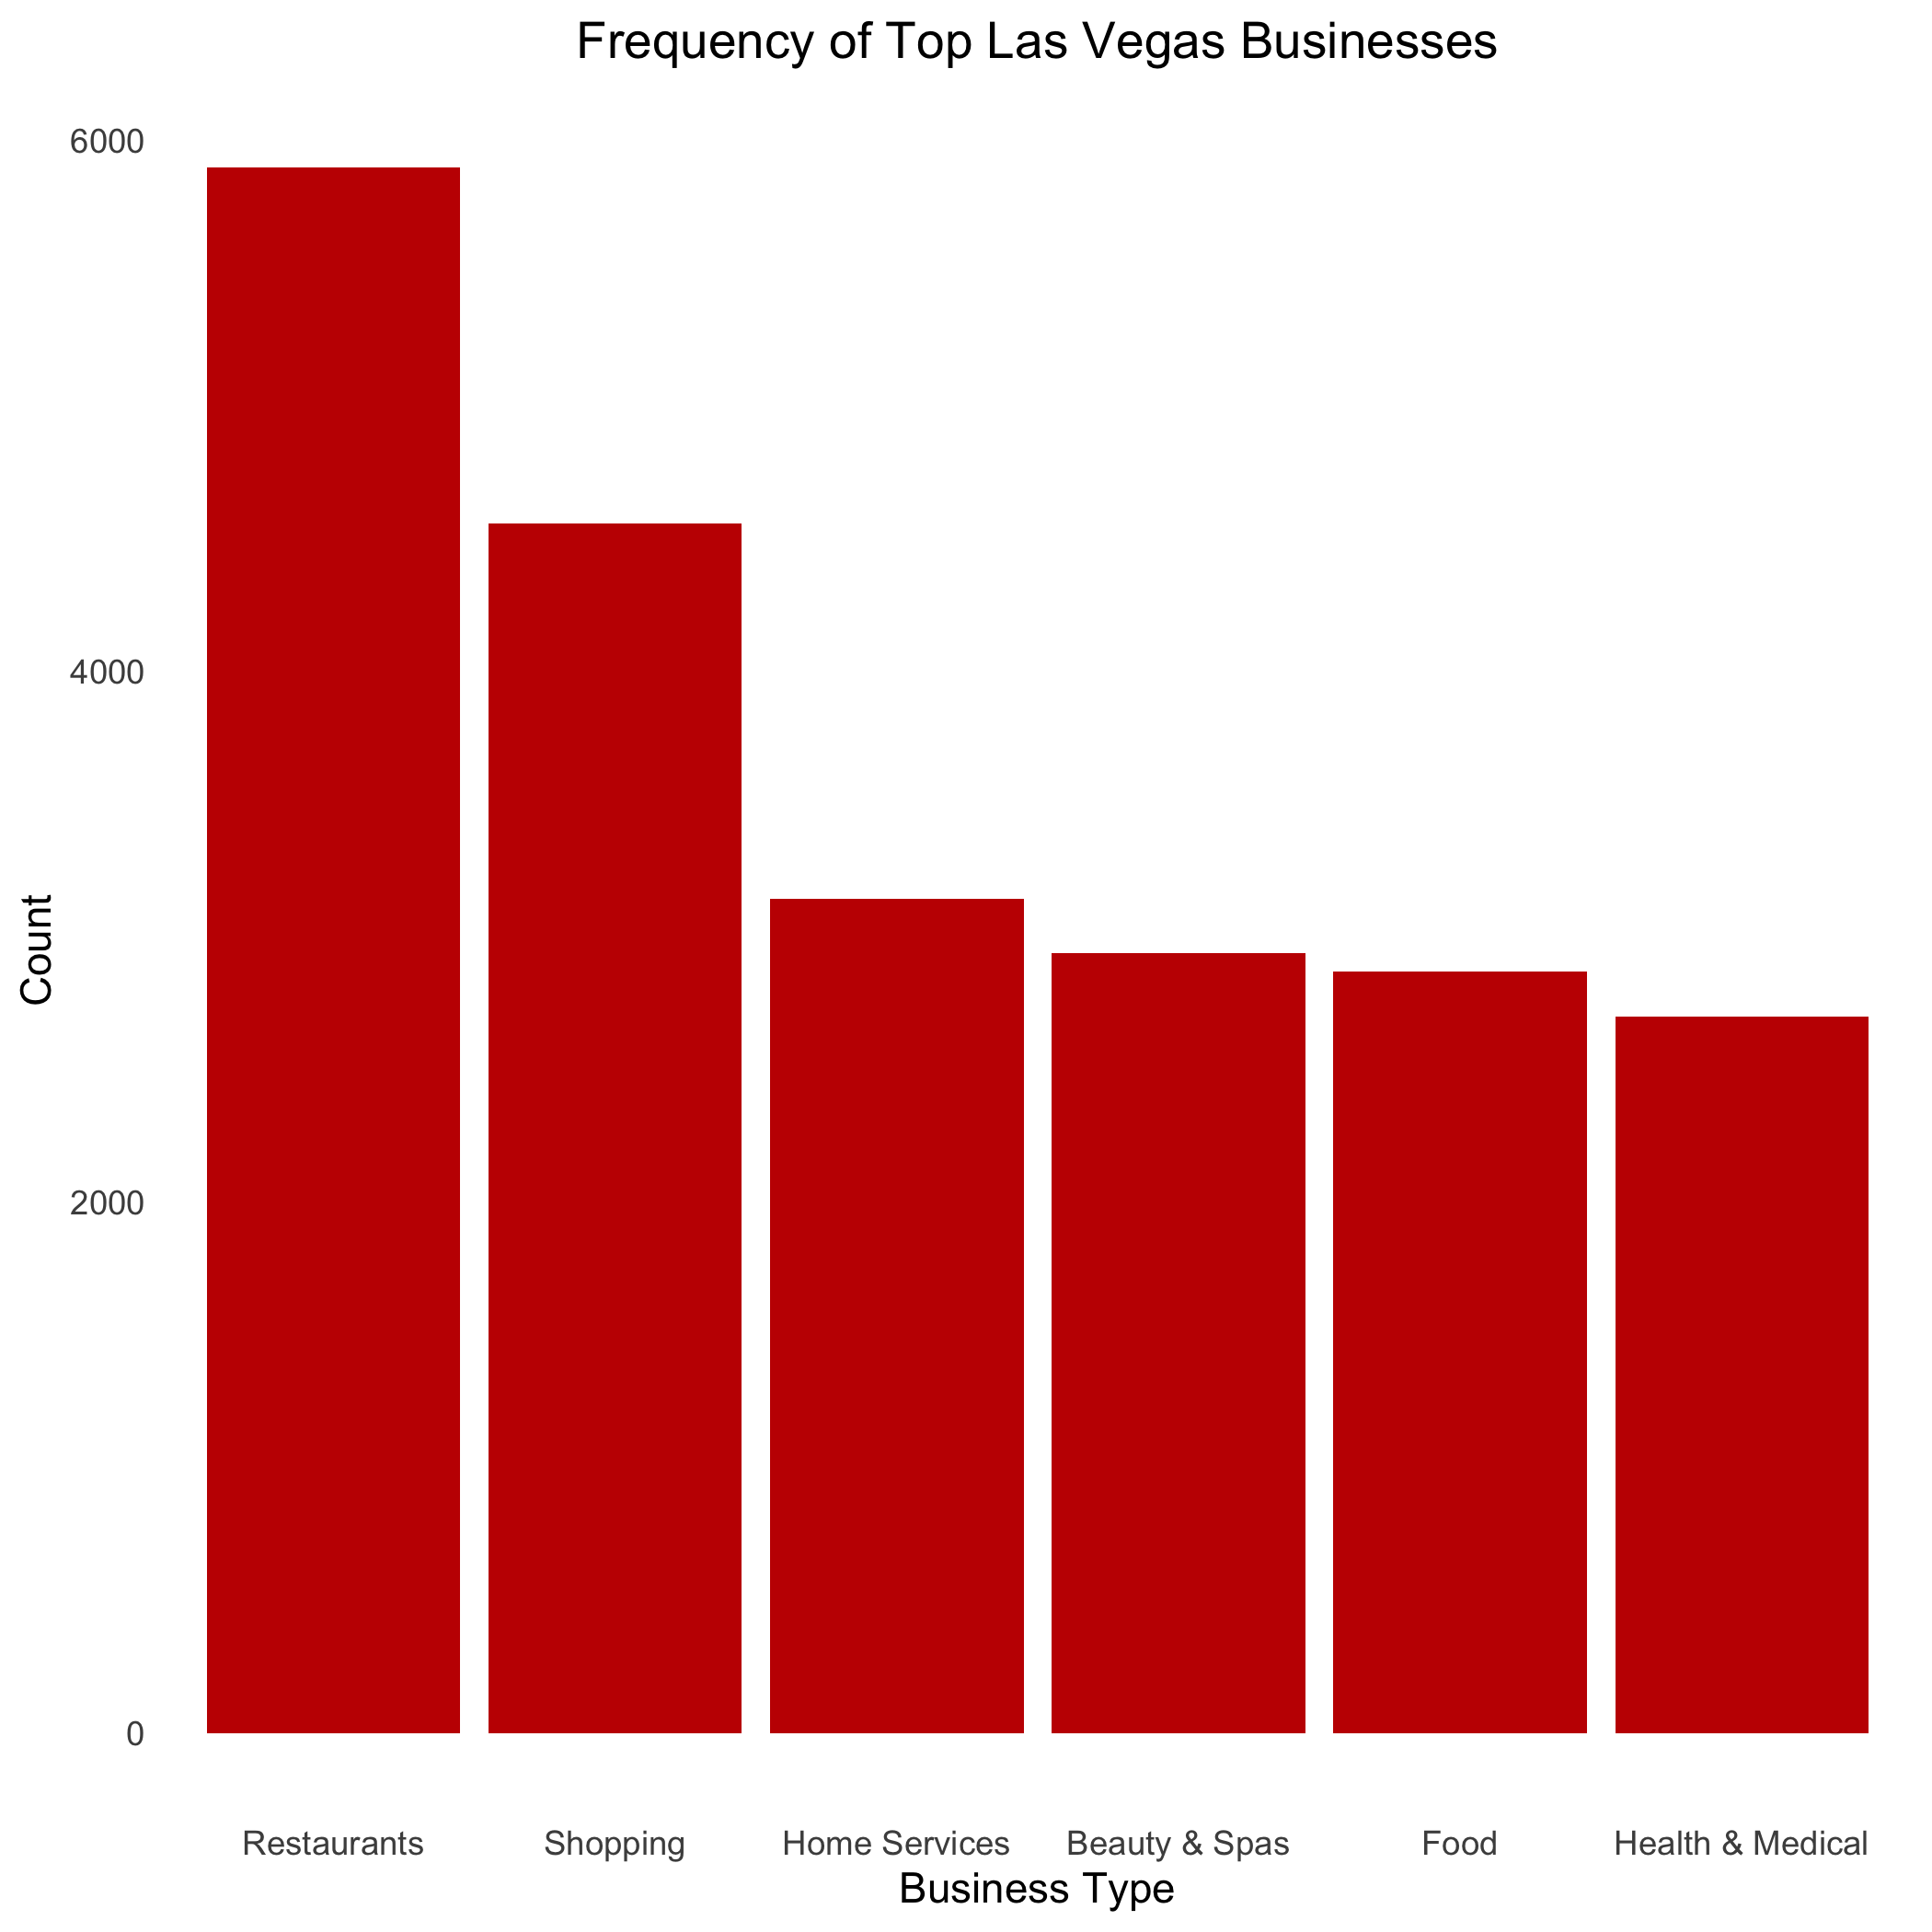 Frequency of Top Las Vegas Businesses
6000
4000
2000
0
Count
Restaurants
Shopping
Home Services
Beauty & Spas
Food
Health & Medical
Business Type